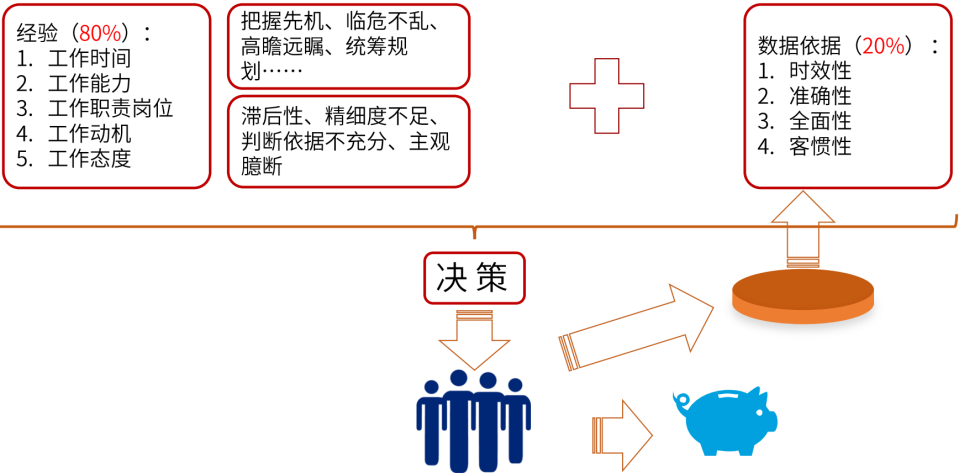 经验（80%）：
1. 工作时间
2. 工作能力
3. 工作职责岗位
4. 工作动机
5. 工作态度
把握先机、临危不乱、
高瞻远瞩、统筹规
划……
滞后性、精细度不足、
判断依据不充分、主观
臆断
数据依据（20%）：
1. 时效性
2. 准确性
3. 全面性
4. 客惯性
决 策